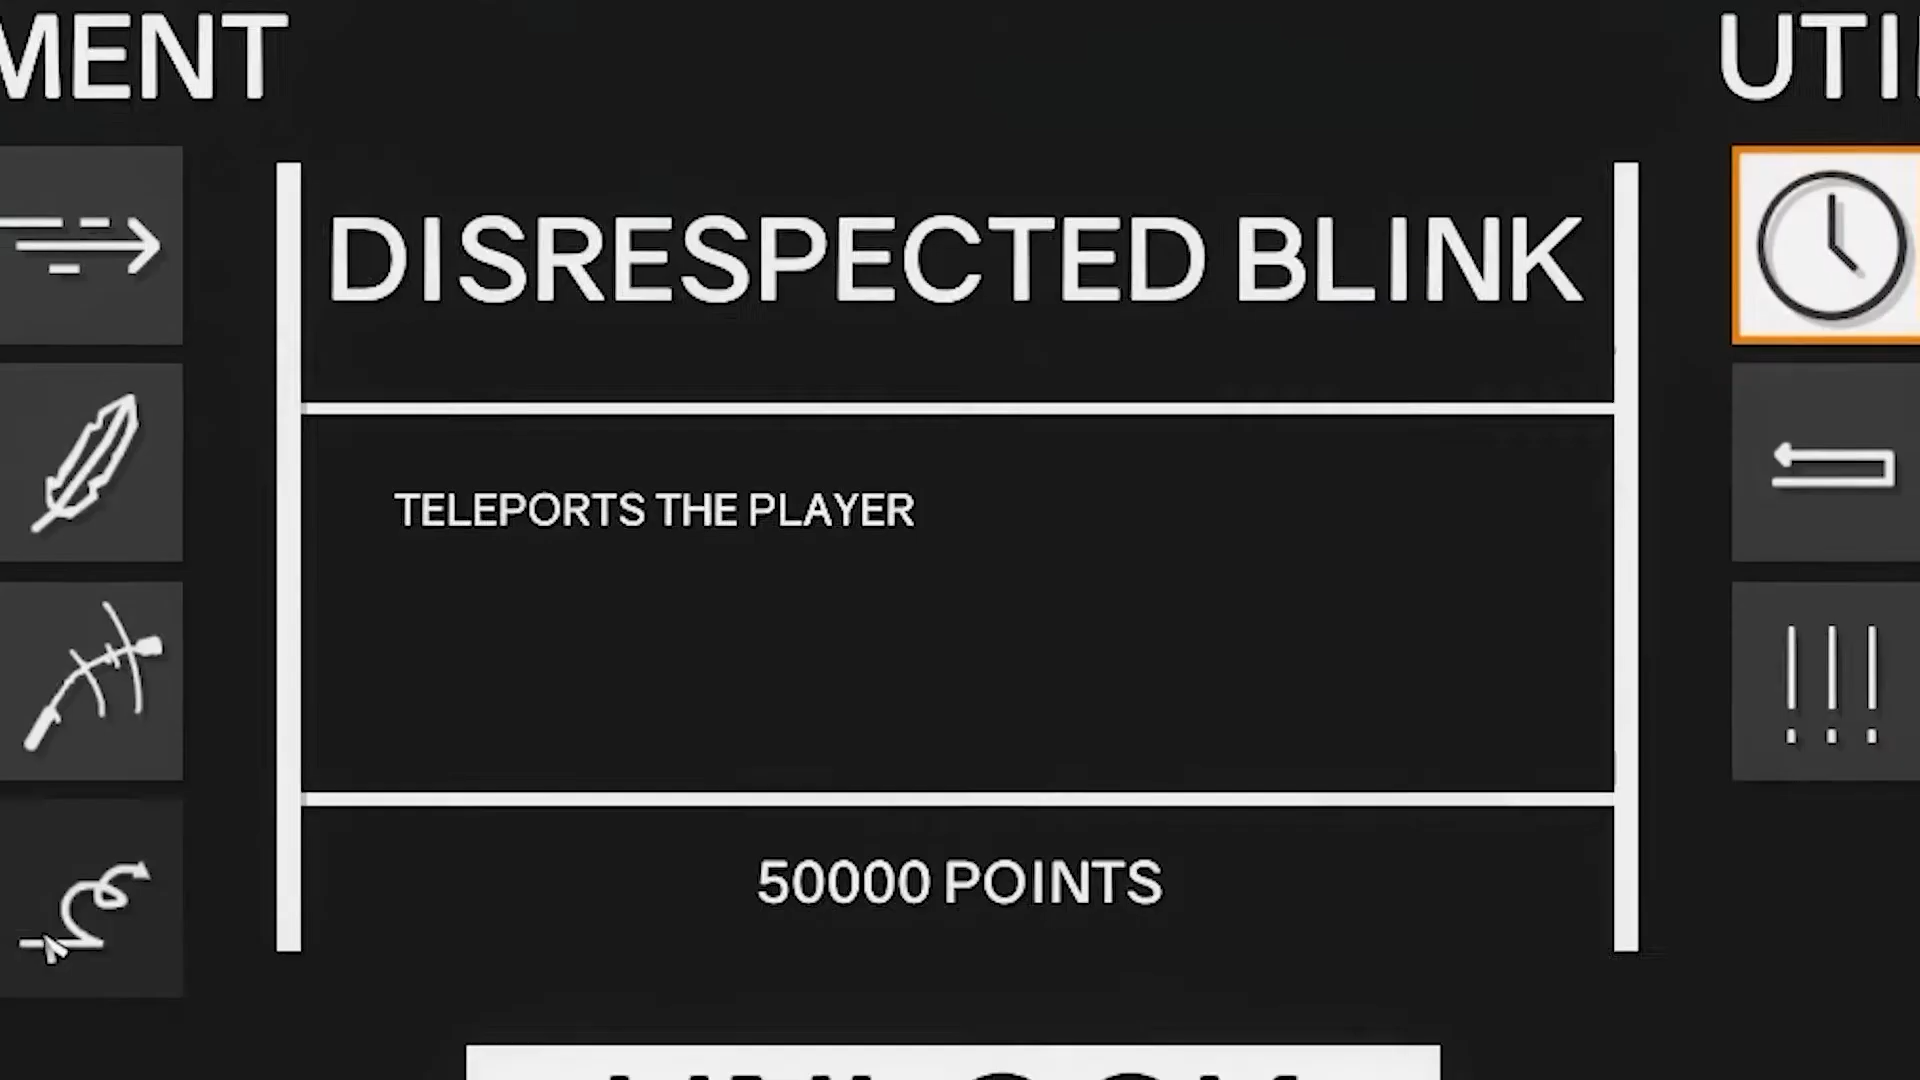 MENT
UTI
DISRESPECTED BLINK
TELEPORTS THE PLAYER
50000 POINTS